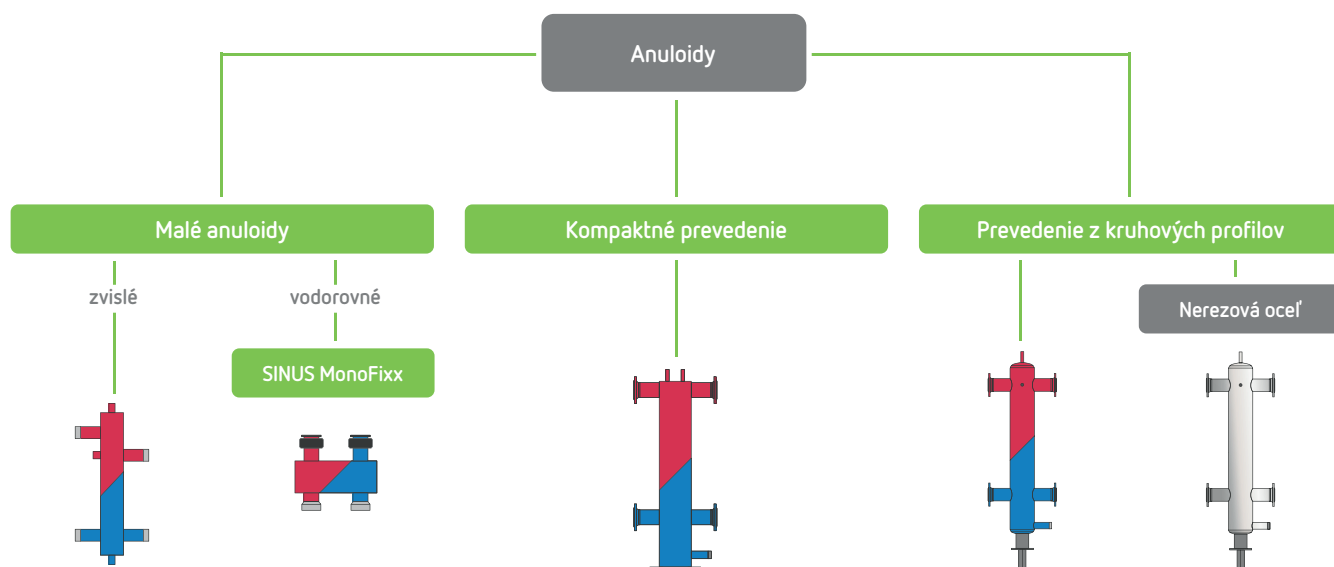 Anuloidy
Malé anuloidy
Kompaktné prevedenie
Prevedenie z kruhových profilov
zvislé
vodorovné
Nerezová oceľ
SINUS MonoFixx